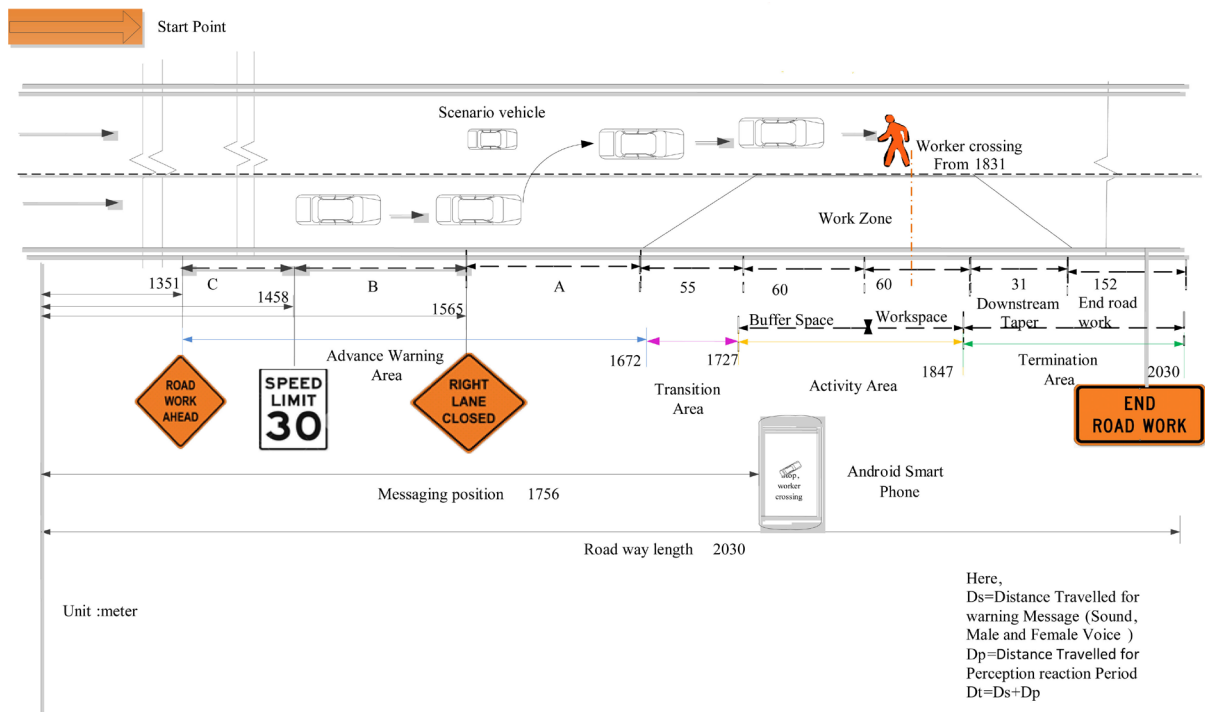 Start Point
Scenario vehicle
Worker crossing
From 1831
Work Zone
1351
C
1458
B
1565
A
55
60
60
31
152
Downstream
Taper
End road
work
Buffer Space
Workspace
Advance Warning
Area
1672
1727
Transition
Area
Activity Area
1847
Termination
Area
2030
ROAD
WORK
AHEAD
SPEED
LIMIT
30
RIGHT
LANE
CLOSED
END
ROAD WORK
worker
crossing
Android Smart
Phone
Messaging position 1756
Road way length 2030
Unit :meter
Here,
Ds=Distance Travelled for
warning Message (Sound,
Male and Female Voice )
Dp=Distance Travelled for
Perception reaction Period
Dt=Ds+Dp